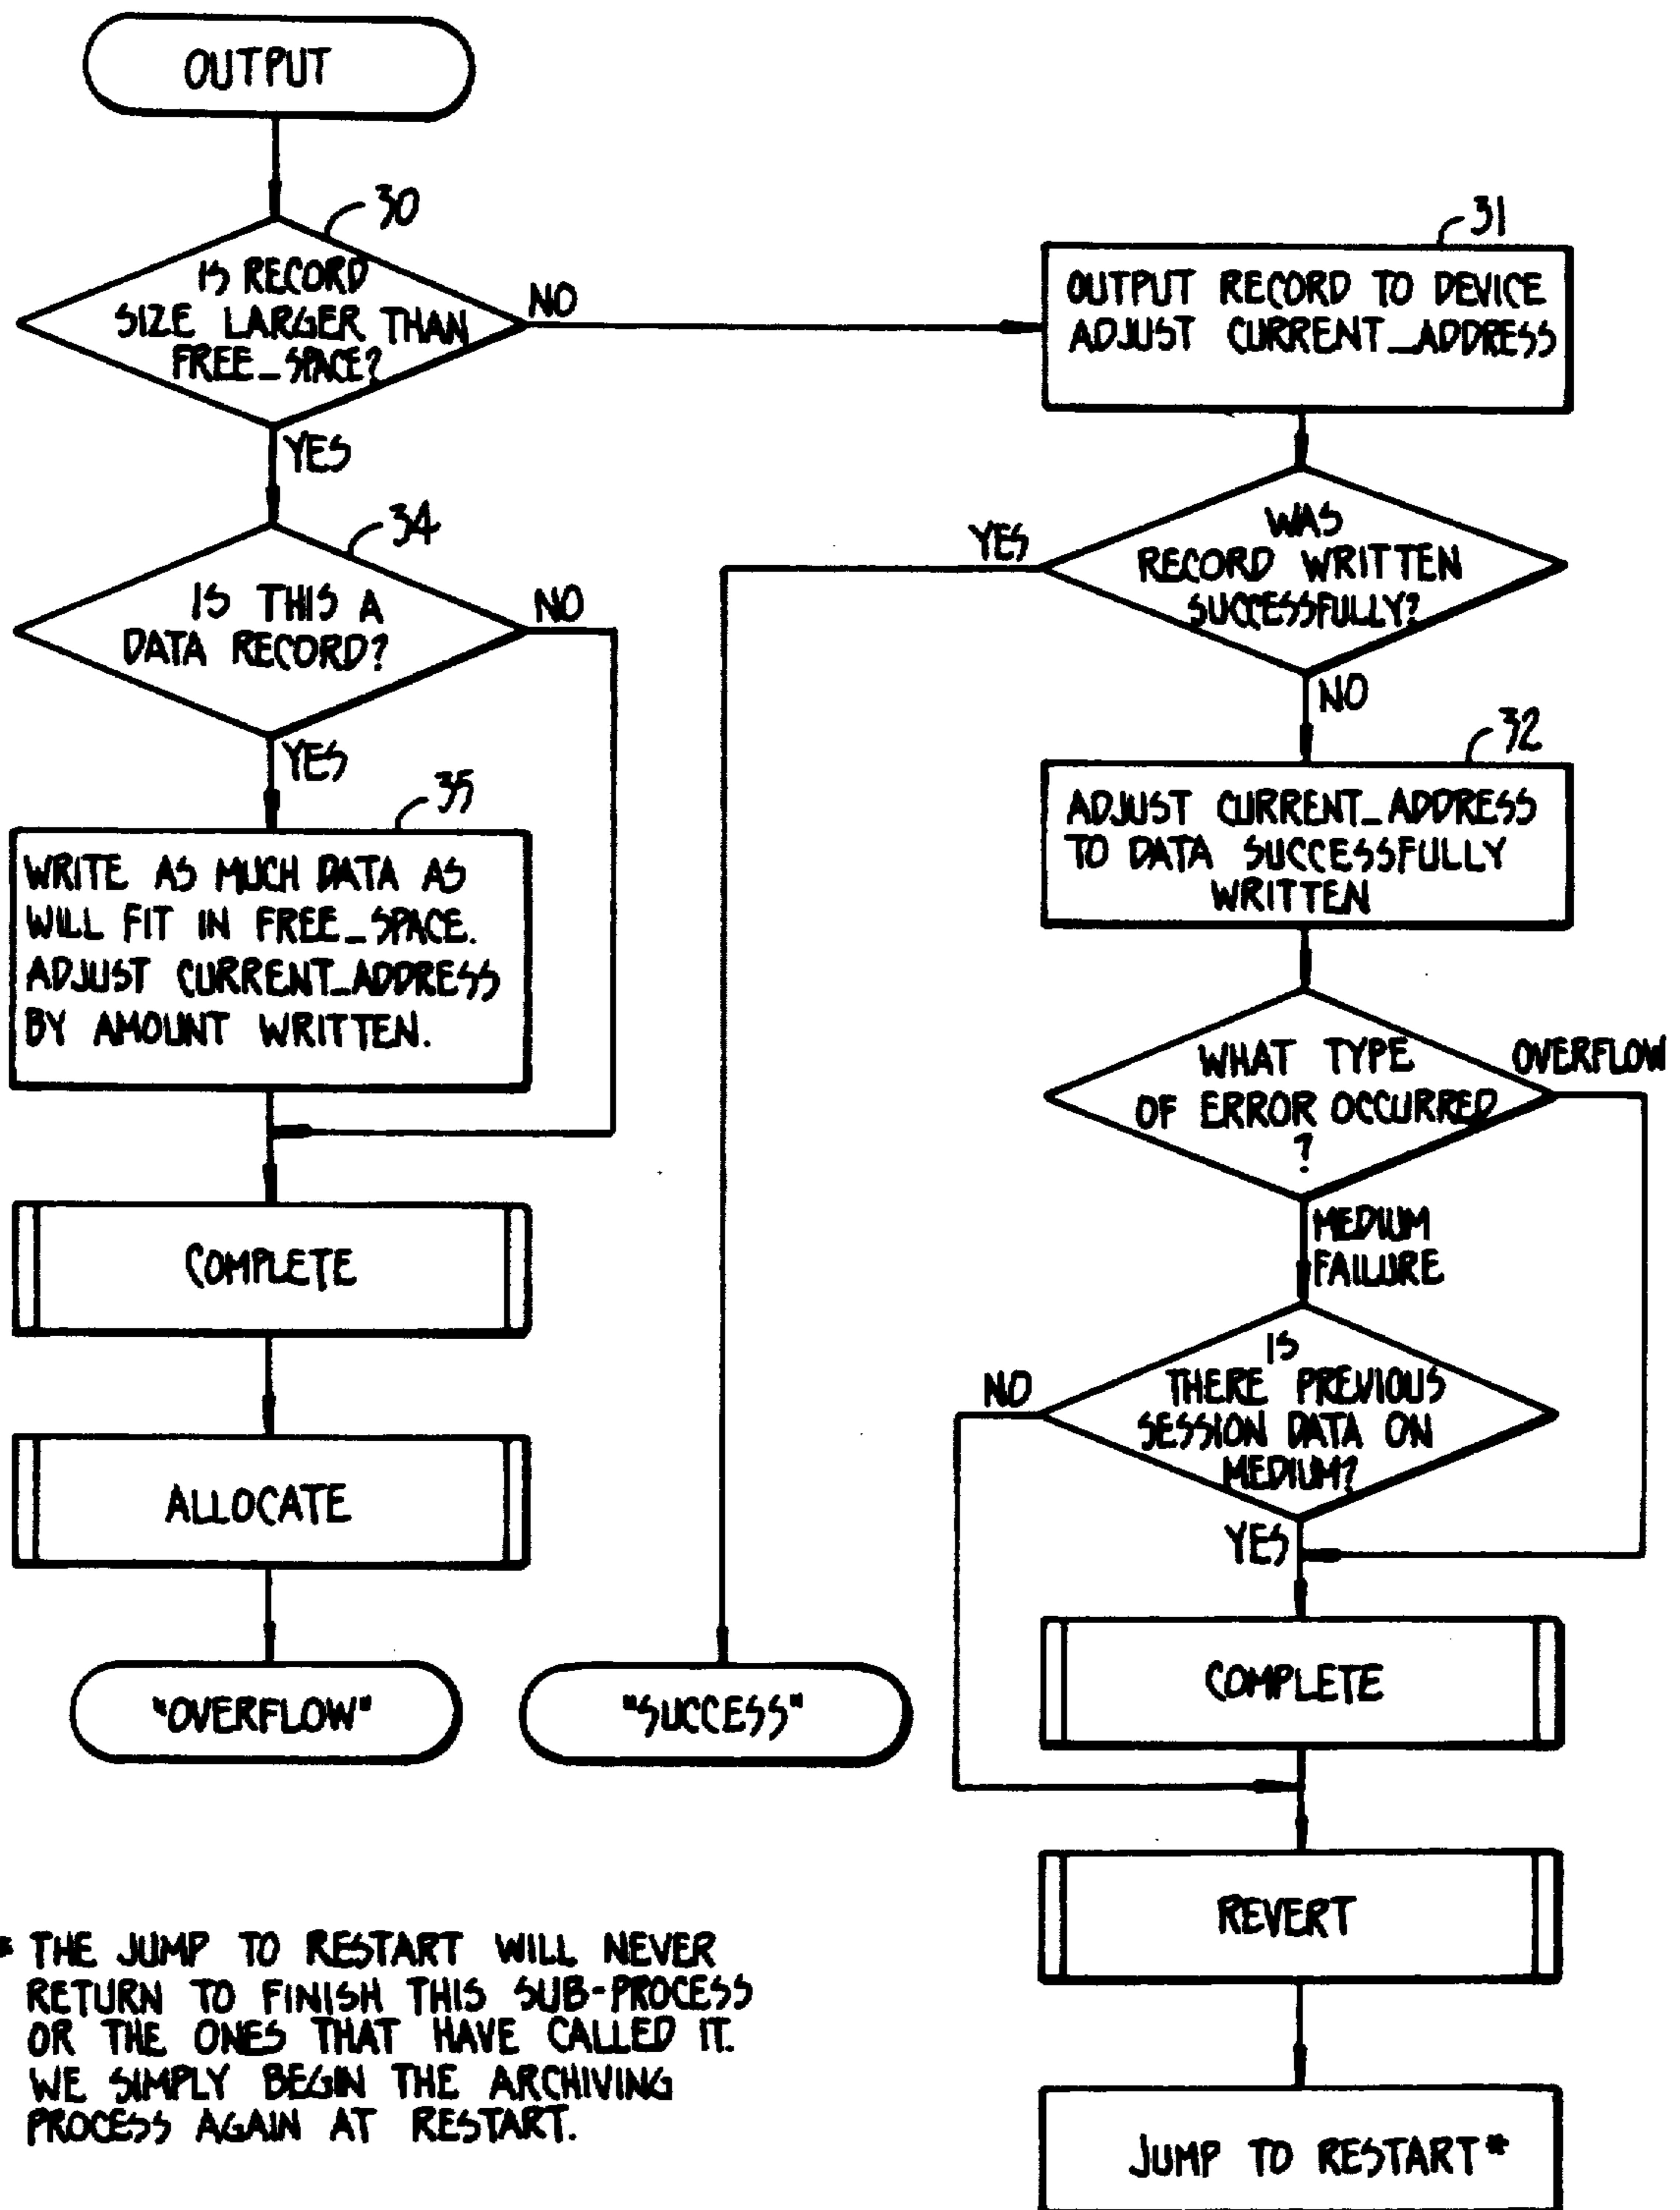 OUTPUT
30
IS RECORD
SIZE LARGER THAN
FREE_SPACE?
NO
YES
34
IS THIS A
DATA RECORD?
NO
YES
35
WRITE AS MUCH DATA AS
WILL FIT IN FREE_SPACE.
ADJUST CURRENT_ADDRESS
BY AMOUNT WRITTEN.
COMPLETE
ALLOCATE
"OVERFLOW"
31
OUTPUT RECORD TO DEVICE
ADJUST CURRENT_ADDRESS
WAS
RECORD WRITTEN
SUCCESSFULLY?
YES
"SUCCESS"
NO
32
ADJUST CURRENT_ADDRESS
TO DATA SUCCESSFULLY
WRITTEN
WHAT TYPE
OF ERROR OCCURRED
?
OVERFLOW
MEDIUM
FAILURE
IS
THERE PREVIOUS
SESSION DATA ON
MEDIUM?
NO
YES
COMPLETE
REVERT
JUMP TO RESTART*
* THE JUMP TO RESTART WILL NEVER
RETURN TO FINISH THIS SUB-PROCESS
OR THE ONES THAT HAVE CALLED IT.
WE SIMPLY BEGIN THE ARCHIVING
PROCESS AGAIN AT RESTART.